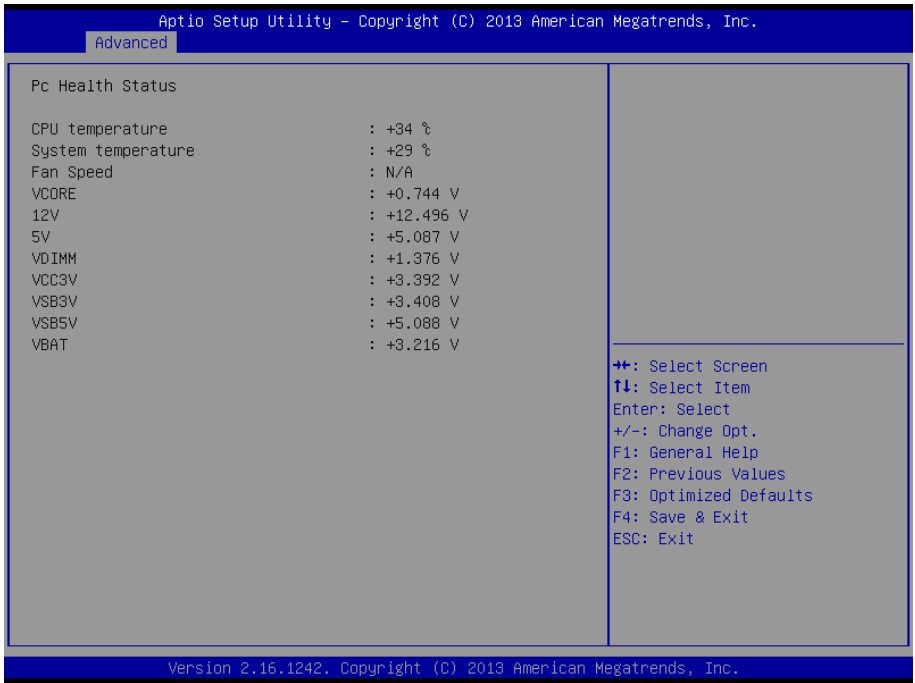 Aptio Setup Utility – Copyright (C) 2013 American Megatrends, Inc.
Advanced
Pc Health Status
CPU temperature : +34 ℃
System temperature : +29 ℃
Fan Speed : N/A
VCORE : +0.744 V
12V : +12.496 V
5V : +5.087 V
VDIMM : +1.376 V
VCC3V : +3.392 V
VSB3V : +3.408 V
VSB5V : +5.088 V
VBAT : +3.216 V
→←: Select Screen
↑↓: Select Item
Enter: Select
+/-: Change Opt.
F1: General Help
F2: Previous Values
F3: Optimized Defaults
F4: Save & Exit
ESC: Exit
Version 2.16.1242. Copyright (C) 2013 American Megatrends, Inc.